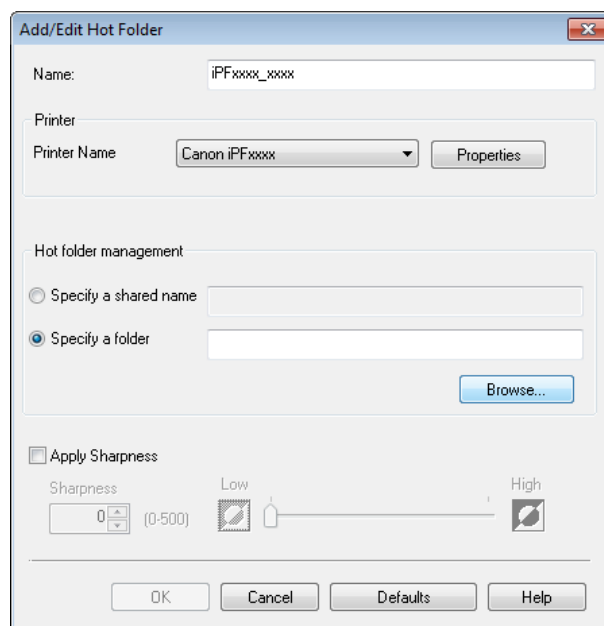 Add/Edit Hot Folder
Name: iPFxxxx_xxxx
Printer
Printer Name Canon iPFxxxx Properties
Hot folder management
Specify a shared name
Specify a folder
Browse...
Apply Sharpness
Sharpness Low High
0 (0-500)
OK Cancel Defaults Help